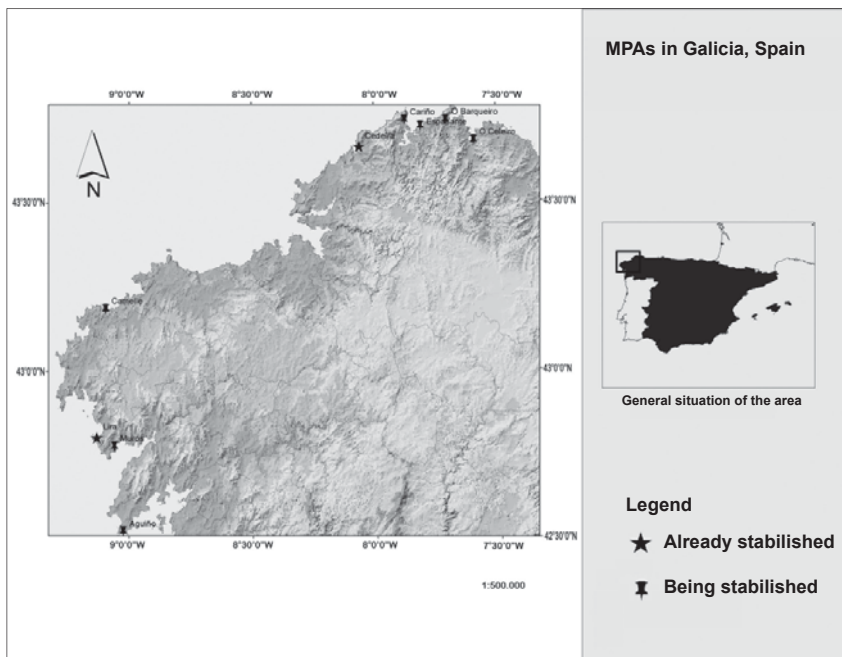 MPAs in Galicia, Spain
9°0'0"W 8°30'0"W 8°0'0"W 7°30'0"W
Cariño
O Barqueiro
Espasante
O Celeiro
Cedeira
N
43°30'0"N 43°30'0"N
Camelle
43°0'0"N 43°0'0"N
Lira
Muros
Aguiño
42°30'0"N
9°0'0"W 8°30'0"W 8°0'0"W 7°30'0"W
1:500.000
General situation of the area
Legend
Already stabilished
Being stabilished